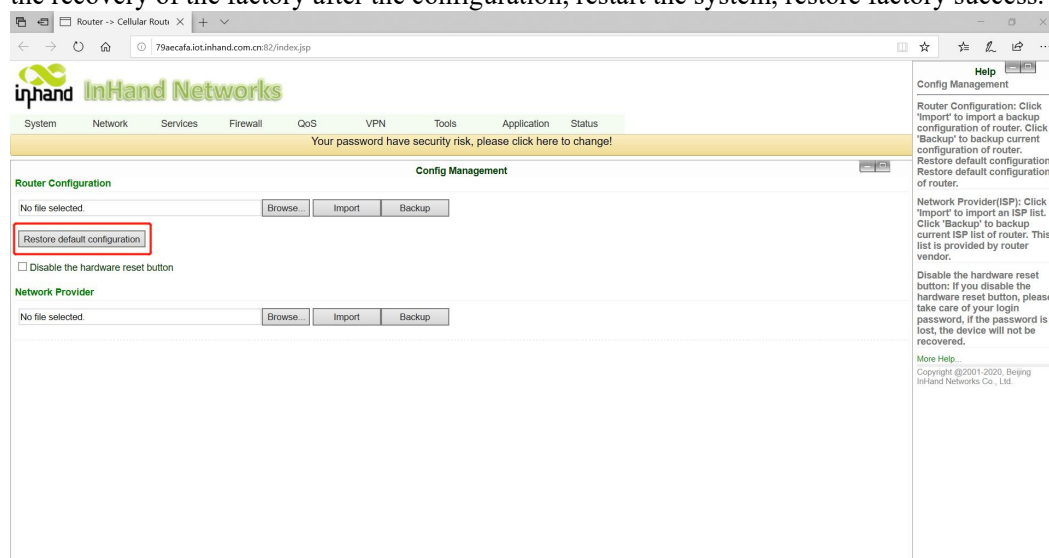 the recovery of the factory after the configuration, restart the system, restore factory success.
Router -> Cellular Route
79aecafa.iot.inhand.com.cn:82/index.jsp
inhand InHand Networks
System Network Services Firewall QoS VPN Tools Application Status
Your password have security risk, please click here to change!
Config Management
Router Configuration
No file selected. Browse... Import Backup
Restore default configuration
Disable the hardware reset button
Network Provider
No file selected. Browse... Import Backup
Help
Config Management
Router Configuration: Click
'Import' to import a backup
configuration of router. Click
'Backup' to backup current
configuration of router.
Restore default configuration
Restore default configuration
of router.
Network Provider(ISP): Click
'Import' to import an ISP list.
Click 'Backup' to backup
current ISP list of router. This
list is provided by router
vendor.
Disable the hardware reset
button: If you disable the
hardware reset button, please
take care of your login
password, if the password is
lost, the device will not be
recovered.
More Help...
Copyright @2001-2020, Beijing
InHand Networks Co., Ltd.